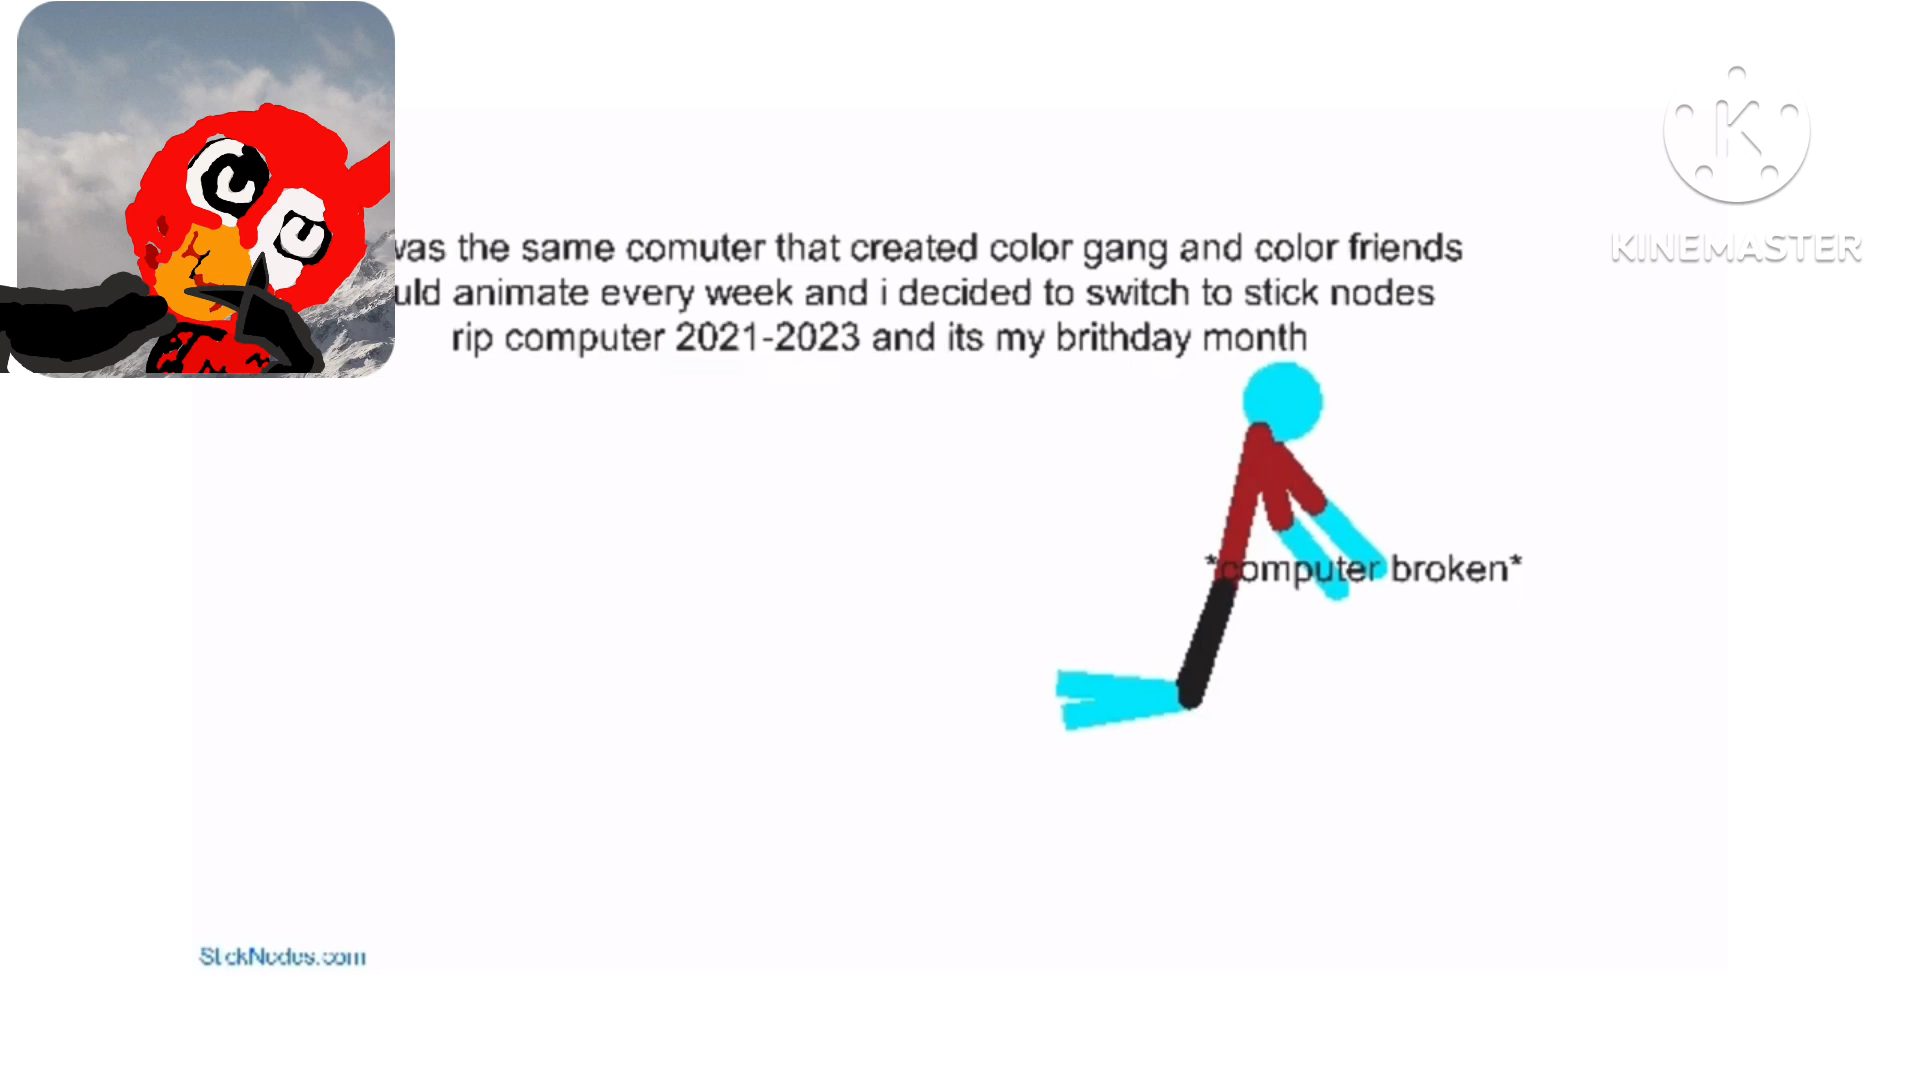 was the same comuter that created color gang and color friends
uld animate every week and i decided to switch to stick nodes
rip computer 2021-2023 and its my brithday month
*computer broken*
StickNodes.com
K
KINEMASTER